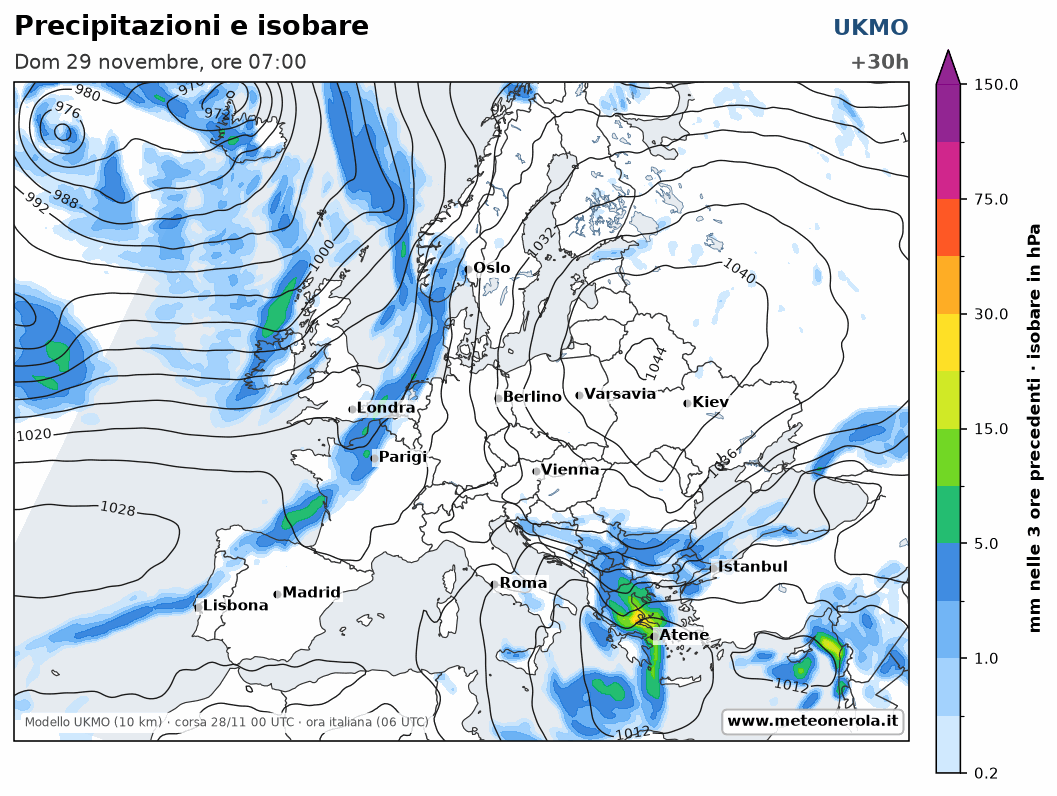 Precipitazioni e isobare
UKMO
Dom 29 novembre, ore 07:00
+30h
980
976
988
992
1000
1032
1040
1044
1020
1028
1036
1012
1012
Oslo
Londra
Berlino
Varsavia
Kiev
Parigi
Vienna
Istanbul
Roma
Madrid
Lisbona
Atene
Modello UKMO (10 km) · corsa 28/11 00 UTC · ora italiana (06 UTC)
www.meteonerola.it
150.0
75.0
30.0
15.0
5.0
1.0
0.2
mm nelle 3 ore precedenti · isobare in hPa